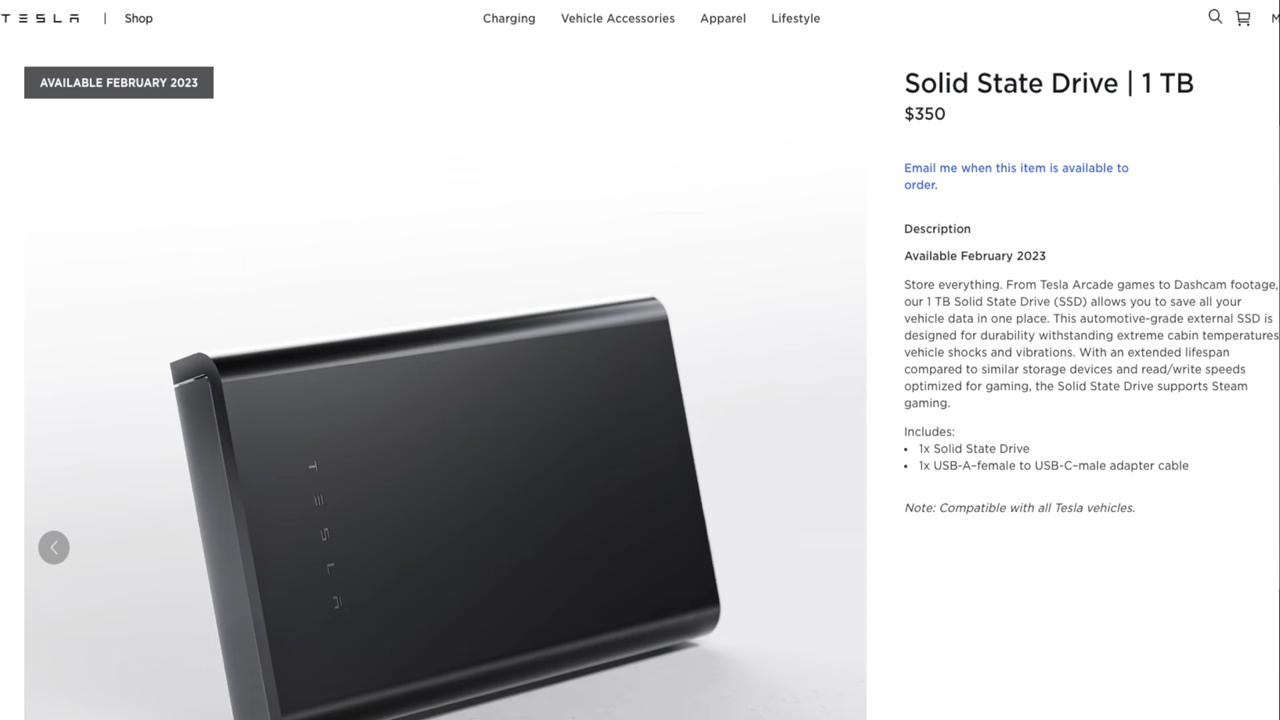 TESLA | Shop
Charging Vehicle Accessories Apparel Lifestyle
M
AVAILABLE FEBRUARY 2023
Solid State Drive | 1 TB
$350
Email me when this item is available to
order.
Description
Available February 2023
Store everything. From Tesla Arcade games to Dashcam footage,
our 1 TB Solid State Drive (SSD) allows you to save all your
vehicle data in one place. This automotive-grade external SSD is
designed for durability withstanding extreme cabin temperatures
vehicle shocks and vibrations. With an extended lifespan
compared to similar storage devices and read/write speeds
optimized for gaming, the Solid State Drive supports Steam
gaming.
Includes:
• 1x Solid State Drive
• 1x USB-A–female to USB-C–male adapter cable
Note: Compatible with all Tesla vehicles.
TESLA